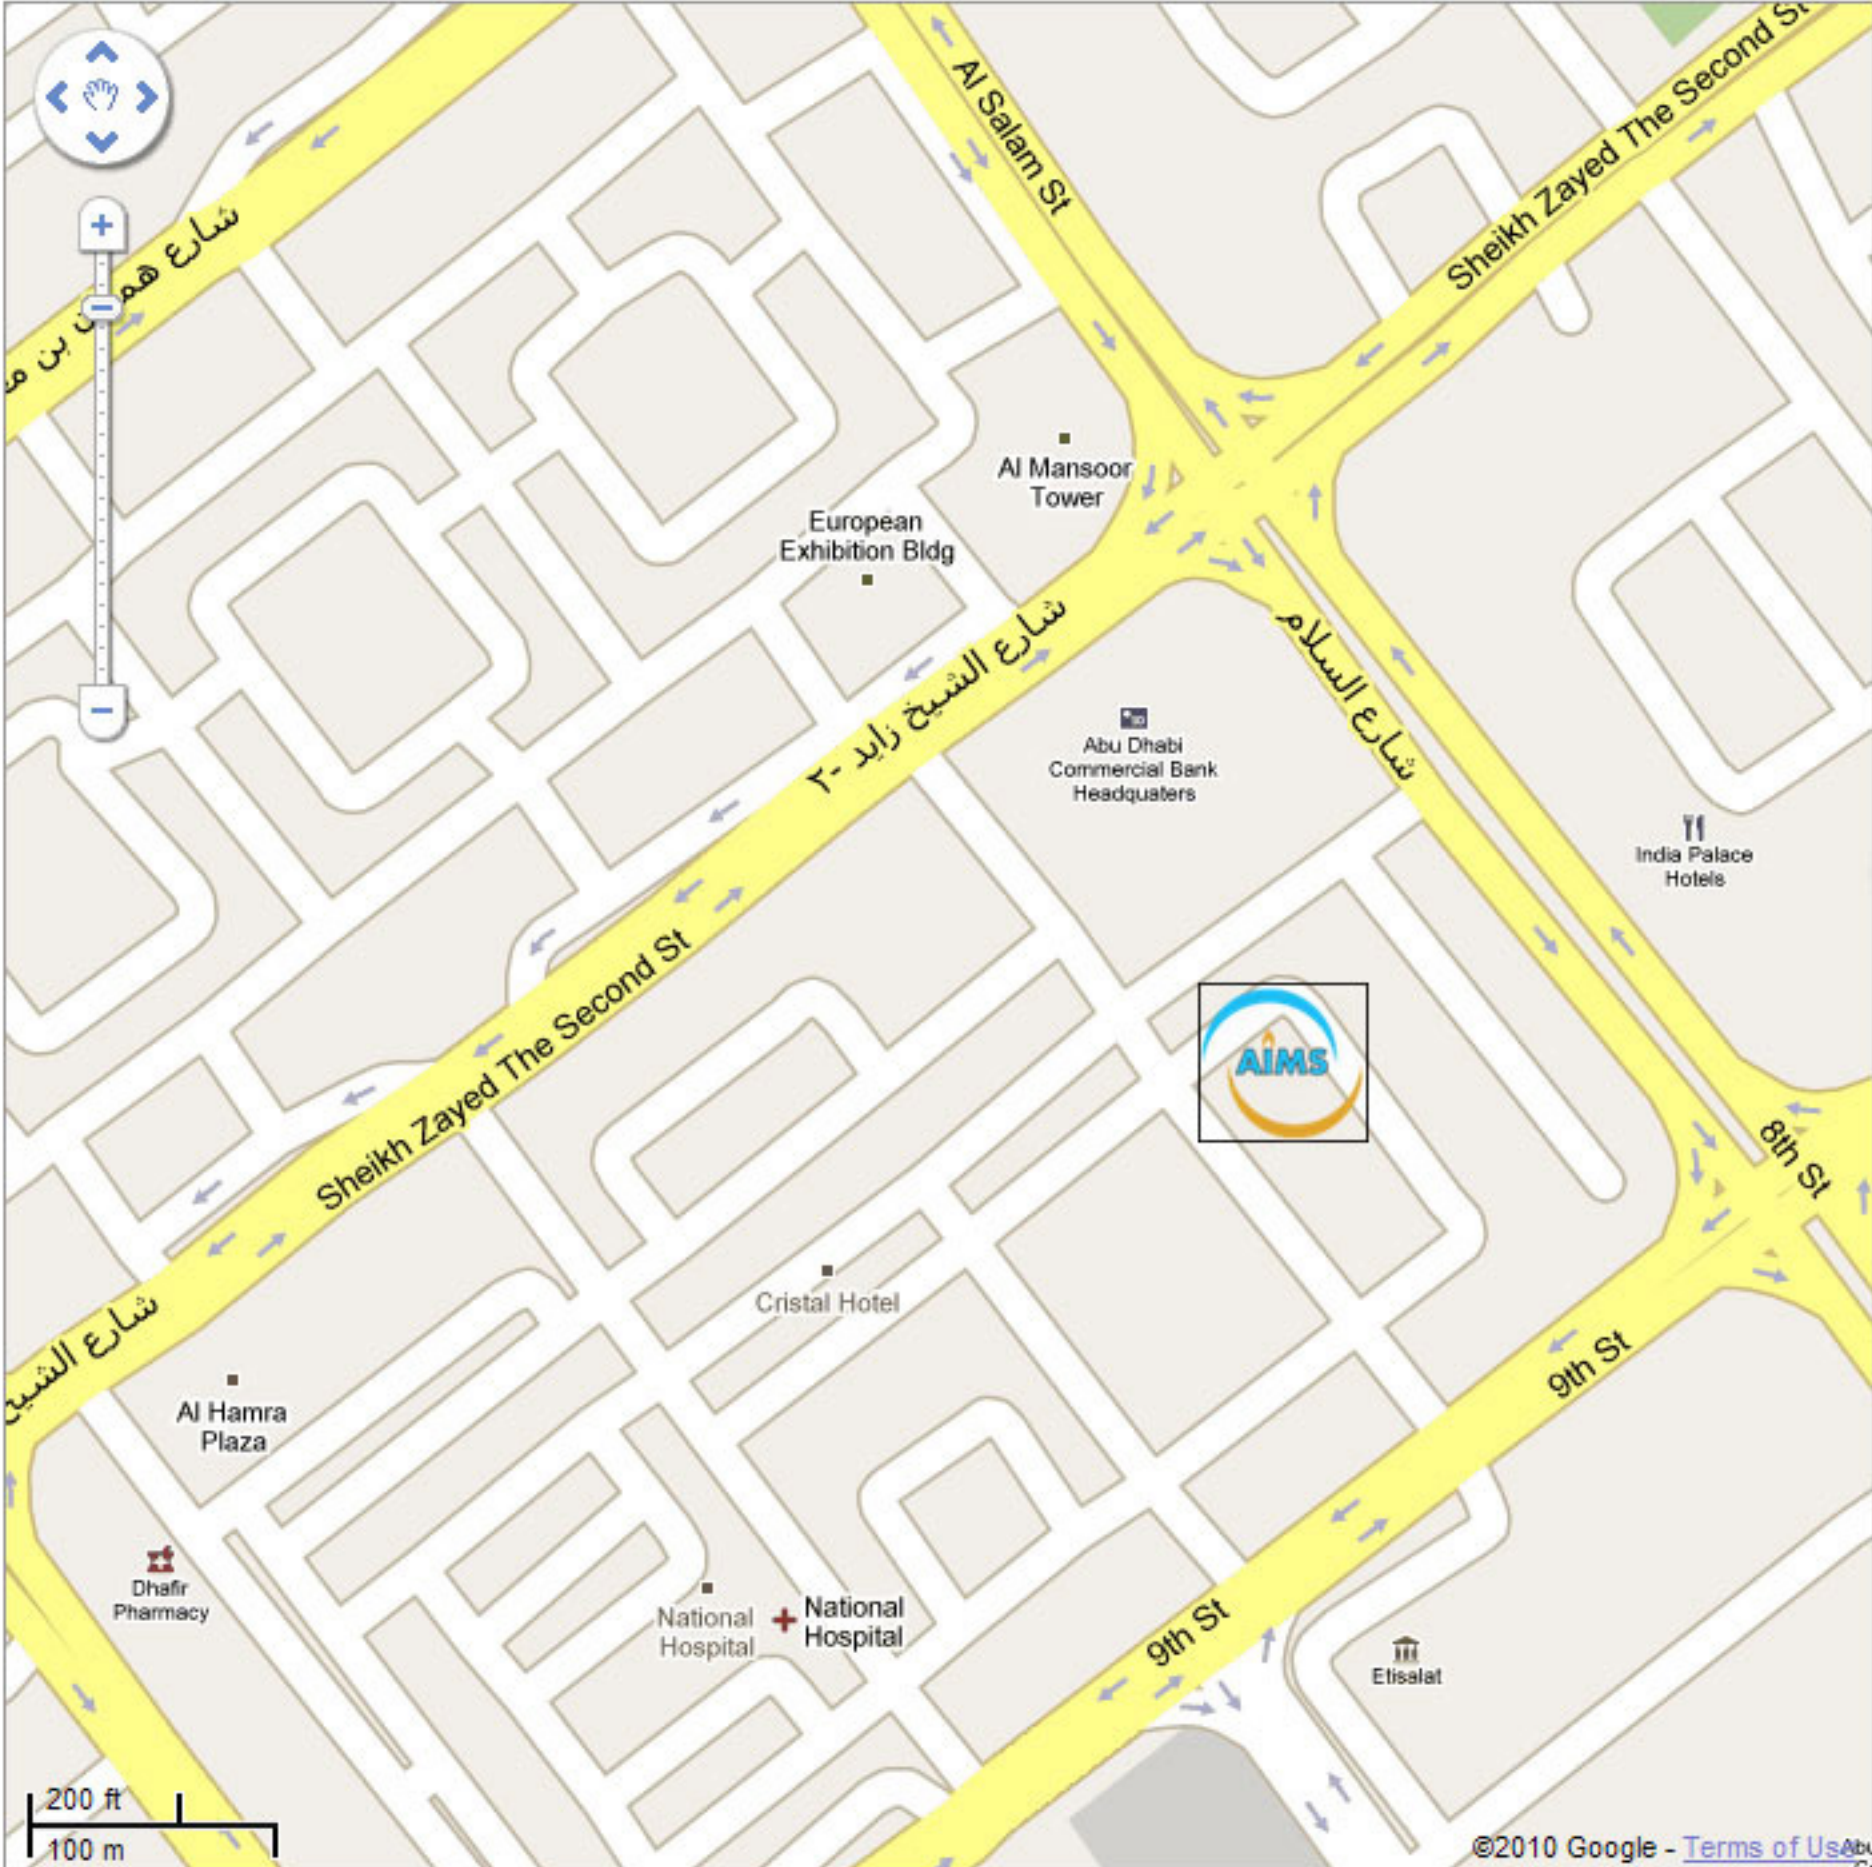 Al Salam St
Sheikh Zayed The Second St
شارع
بن
Al Mansoor
Tower
European
Exhibition Bldg
شارع الشيخ زايد -٢
شارع السلام
Abu Dhabi
Commercial Bank
Headquaters
India Palace
Hotels
Sheikh Zayed The Second St
AIMS
8th St
Cristal Hotel
شارع الشيخ
9th St
Al Hamra
Plaza
Dhafir
Pharmacy
National
Hospital
National
Hospital
9th St
Etisalat
200 ft
100 m
©2010 Google - Terms of Use